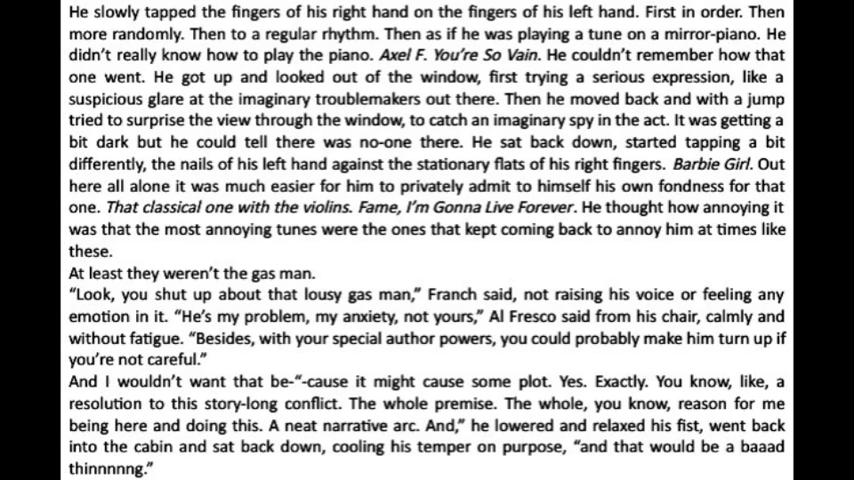 He slowly tapped the fingers of his right hand on the fingers of his left hand. First in order. Then
more randomly. Then to a regular rhythm. Then as if he was playing a tune on a mirror-piano. He
didn’t really know how to play the piano. Axel F. You’re So Vain. He couldn’t remember how that
one went. He got up and looked out of the window, first trying a serious expression, like a
suspicious glare at the imaginary troublemakers out there. Then he moved back and with a jump
tried to surprise the view through the window, to catch an imaginary spy in the act. It was getting a
bit dark but he could tell there was no-one there. He sat back down, started tapping a bit
differently, the nails of his left hand against the stationary flats of his right fingers. Barbie Girl. Out
here all alone it was much easier for him to privately admit to himself his own fondness for that
one. That classical one with the violins. Fame, I’m Gonna Live Forever. He thought how annoying it
was that the most annoying tunes were the ones that kept coming back to annoy him at times like
these.
At least they weren’t the gas man.
“Look, you shut up about that lousy gas man,” Franch said, not raising his voice or feeling any
emotion in it. “He’s my problem, my anxiety, not yours,” Al Fresco said from his chair, calmly and
without fatigue. “Besides, with your special author powers, you could probably make him turn up if
you’re not careful.”
And I wouldn’t want that be-“-cause it might cause some plot. Yes. Exactly. You know, like, a
resolution to this story-long conflict. The whole premise. The whole, you know, reason for me
being here and doing this. A neat narrative arc. And,” he lowered and relaxed his fist, went back
into the cabin and sat back down, cooling his temper on purpose, “and that would be a baaad
thinnnnng.”